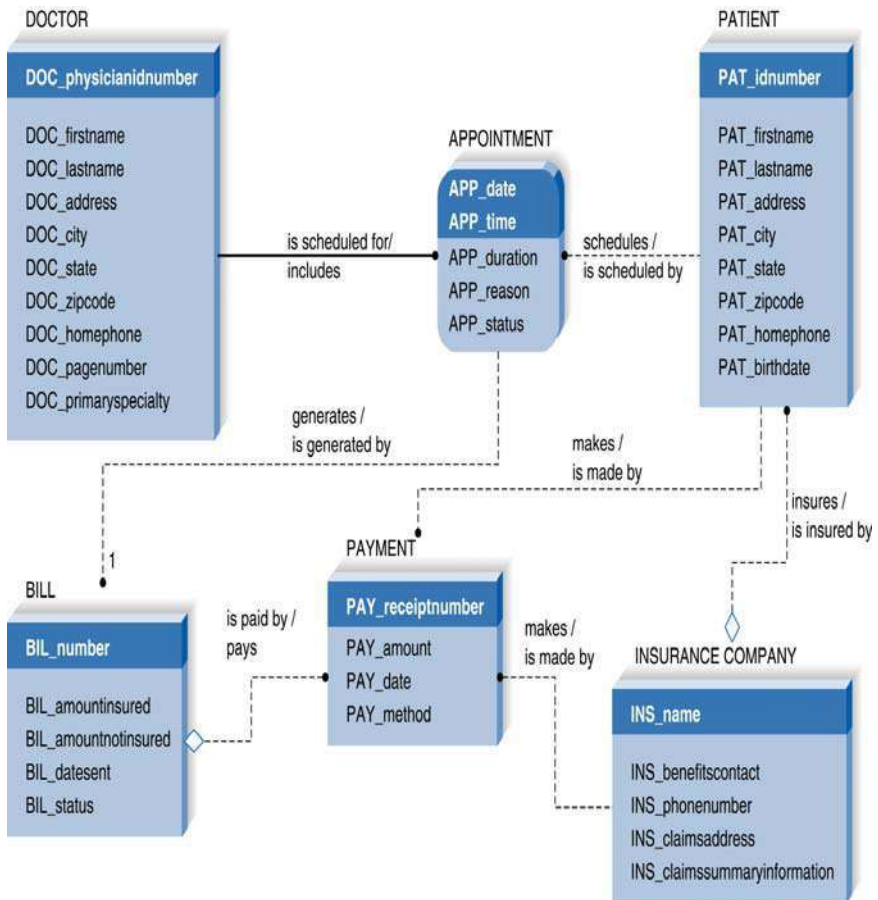 DOCTOR
DOC_physicianidnumber
DOC_firstname
DOC_lastname
DOC_address
DOC_city
DOC_state
DOC_zipcode
DOC_homephone
DOC_pagenumber
DOC_primaryspecialty
is scheduled for/
includes
APPOINTMENT
APP_date
APP_time
APP_duration
APP_reason
APP_status
schedules /
is scheduled by
PATIENT
PAT_idnumber
PAT_firstname
PAT_lastname
PAT_address
PAT_city
PAT_state
PAT_zipcode
PAT_homephone
PAT_birthdate
generates /
is generated by
makes /
is made by
insures /
is insured by
1
BILL
BIL_number
BIL_amountinsured
BIL_amountnotinsured
BIL_datesent
BIL_status
is paid by /
pays
PAYMENT
PAY_receiptnumber
PAY_amount
PAY_date
PAY_method
makes /
is made by
INSURANCE COMPANY
INS_name
INS_benefitscontact
INS_phonenumber
INS_claimsaddress
INS_claimssummaryinformation